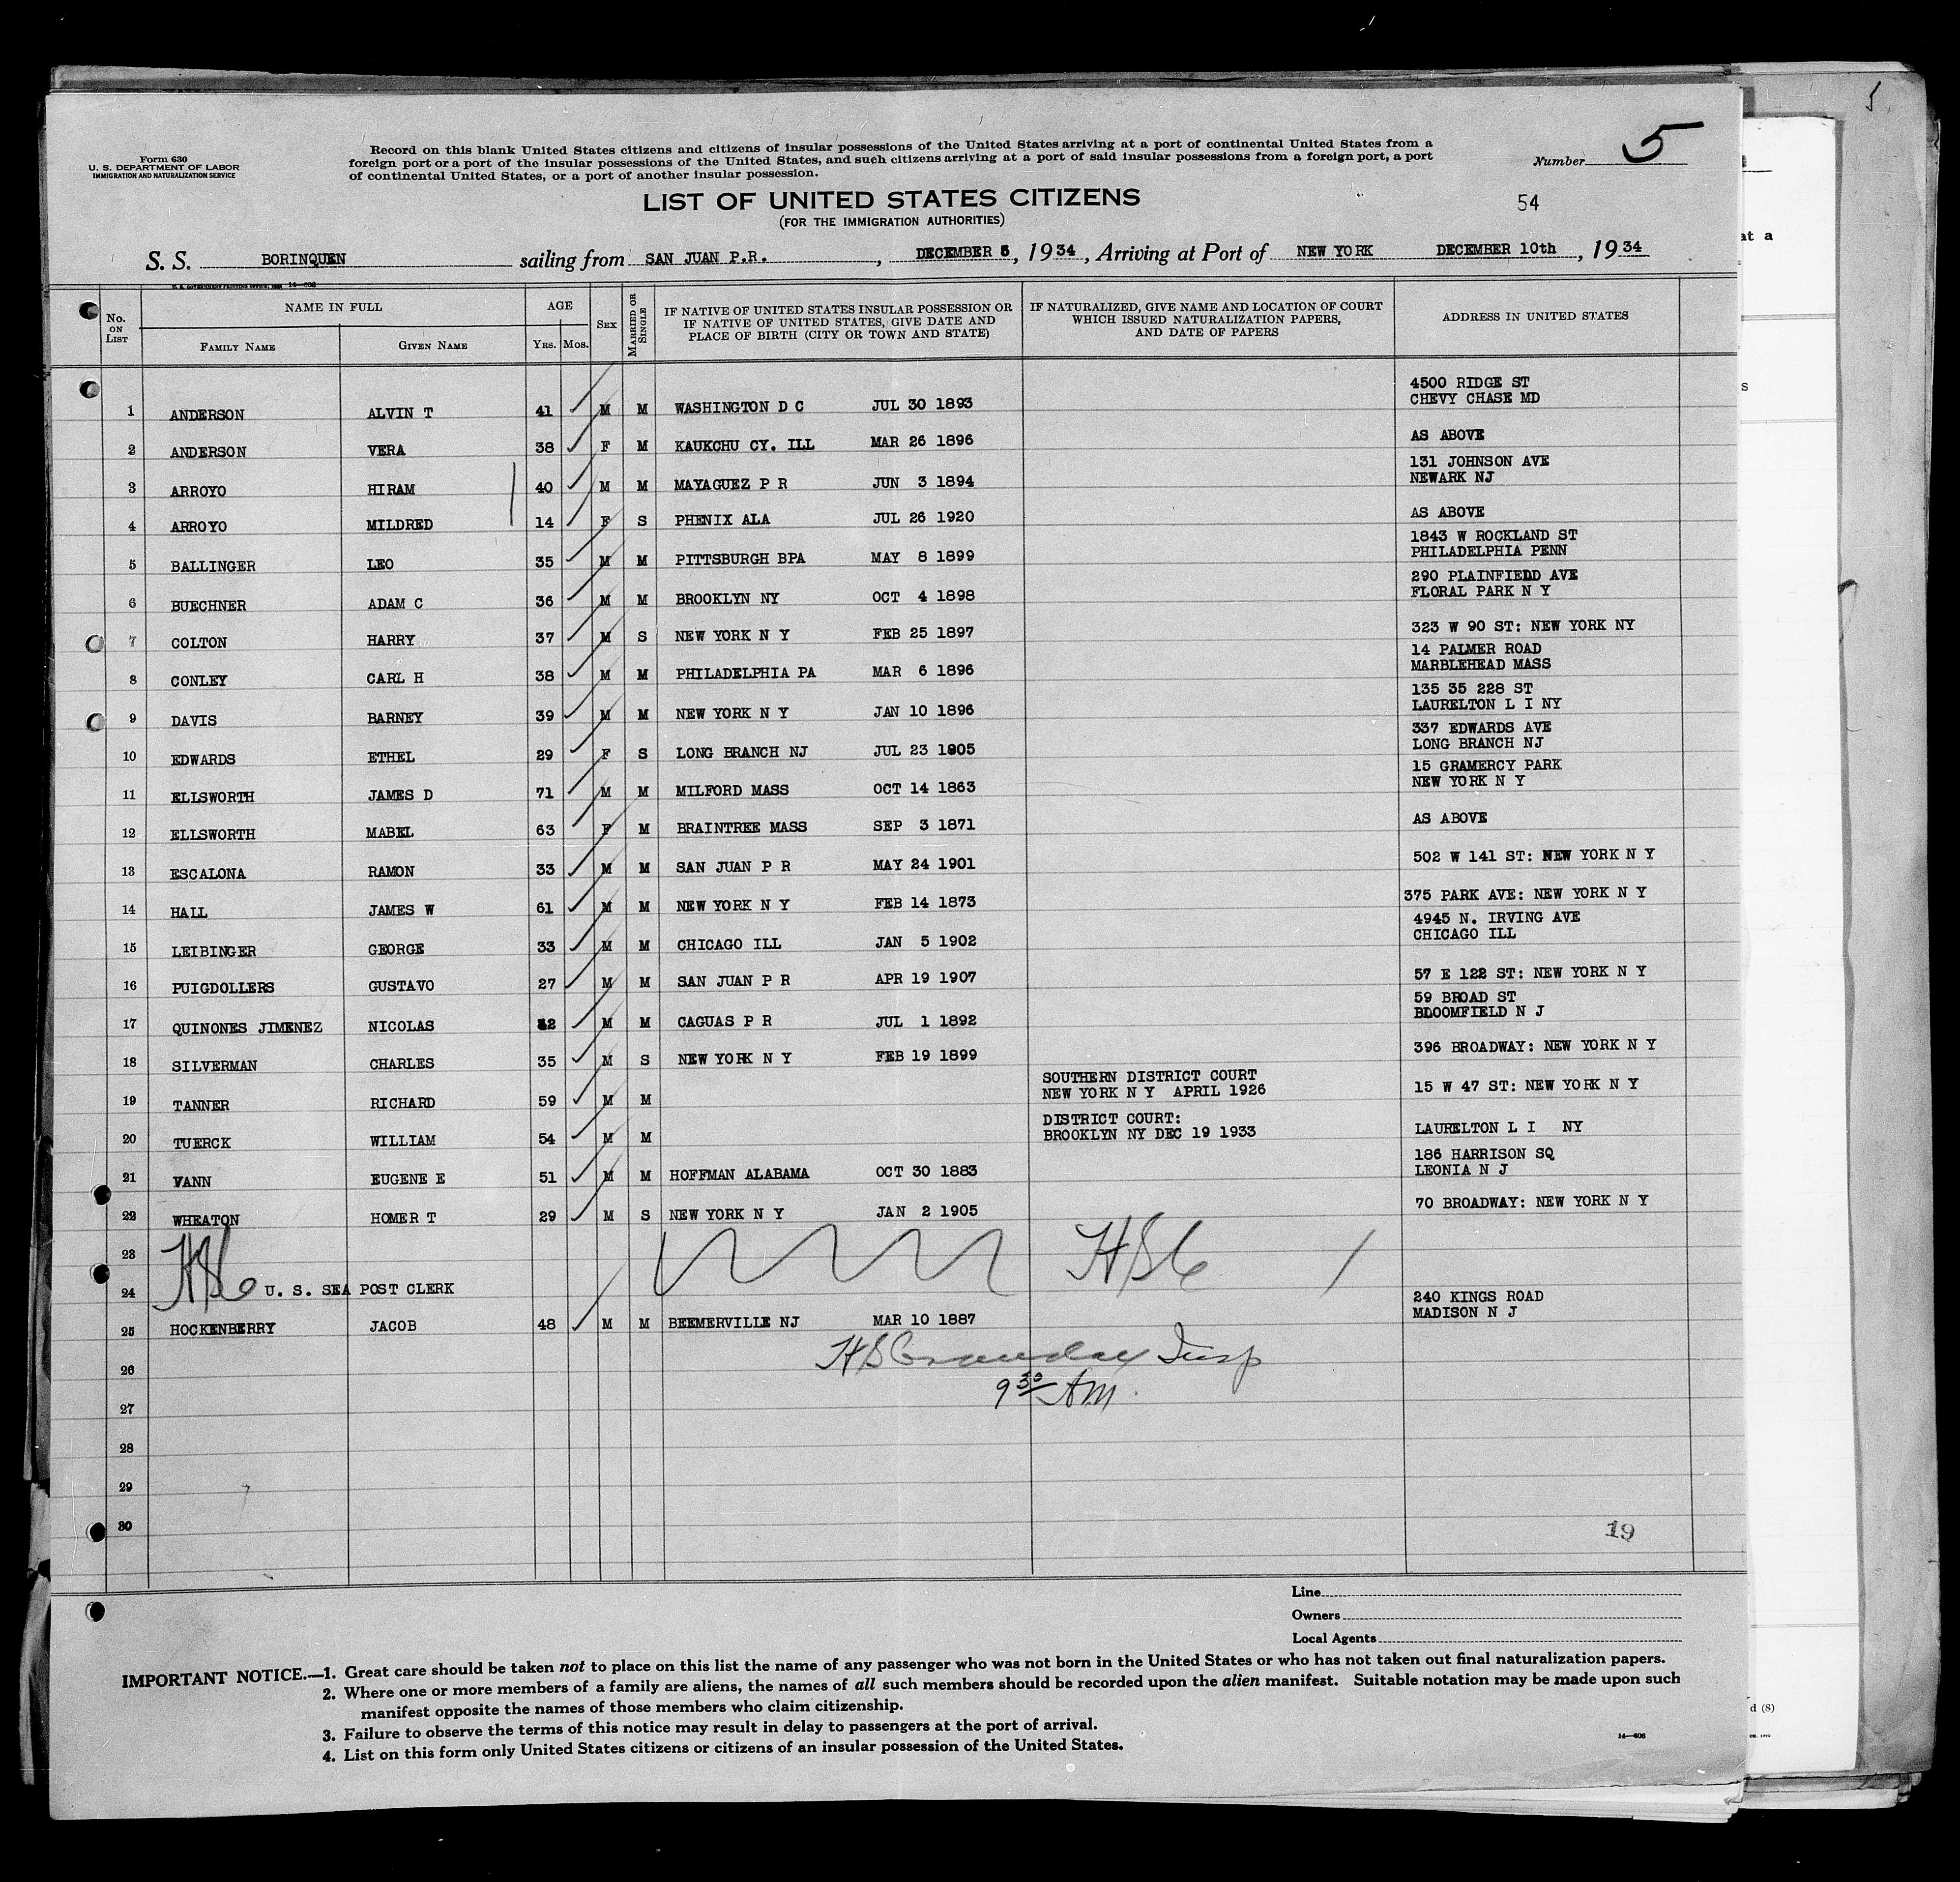 Form 630
U. S. DEPARTMENT OF LABOR
IMMIGRATION AND NATURALIZATION SERVICE
Record on this blank United States citizens and citizens of insular possessions of the United States arriving at a port of continental United States from a
foreign port or a port of the insular possessions of the United States, and such citizens arriving at a port of said insular possessions from a foreign port, a port
of continental United States, or a port of another insular possession.
Number 5
5
LIST OF UNITED STATES CITIZENS
(FOR THE IMMIGRATION AUTHORITIES)
54
S. S. BORINQUEN sailing from SAN JUAN P.R. , DECEMBER 5, 1934, Arriving at Port of NEW YORK DECEMBER 10th, 1934
at a
No. ON LIST
NAME IN FULL
FAMILY NAME GIVEN NAME
AGE
YRS. MOS.
SEX
MARRIED OR SINGLE
IF NATIVE OF UNITED STATES INSULAR POSSESSION OR
IF NATIVE OF UNITED STATES, GIVE DATE AND
PLACE OF BIRTH (CITY OR TOWN AND STATE)
IF NATURALIZED, GIVE NAME AND LOCATION OF COURT
WHICH ISSUED NATURALIZATION PAPERS,
AND DATE OF PAPERS
ADDRESS IN UNITED STATES
4500 RIDGE ST
1 ANDERSON ALVIN T 41 M M WASHINGTON D C JUL 30 1893 CHEVY CHASE MD
2 ANDERSON VERA 38 F M KAUKCHU CY. ILL MAR 26 1896 AS ABOVE
131 JOHNSON AVE
3 ARROYO HIRAM 40 M M MAYAGUEZ P R JUN 3 1894 NEWARK NJ
4 ARROYO MILDRED 14 F S PHENIX ALA JUL 26 1920 AS ABOVE
1843 W ROCKLAND ST
5 BALLINGER LEO 35 M M PITTSBURGH BPA MAY 8 1899 PHILADELPHIA PENN
290 PLAINFIEDD AVE
6 BUECHNER ADAM C 36 M M BROOKLYN NY OCT 4 1898 FLORAL PARK N Y
7 COLTON HARRY 37 M S NEW YORK N Y FEB 25 1897 323 W 90 ST: NEW YORK NY
14 PALMER ROAD
8 CONLEY CARL H 38 M M PHILADELPHIA PA MAR 6 1896 MARBLEHEAD MASS
135 35 228 ST
9 DAVIS BARNEY 39 M M NEW YORK N Y JAN 10 1896 LAURELTON L I NY
337 EDWARDS AVE
10 EDWARDS ETHEL 29 F S LONG BRANCH NJ JUL 23 1905 LONG BRANCH NJ
15 GRAMERCY PARK
11 ELLSWORTH JAMES D 71 M M MILFORD MASS OCT 14 1863 NEW YORK N Y
12 ELLSWORTH MABEL 63 F M BRAINTREE MASS SEP 3 1871 AS ABOVE
13 ESCALONA RAMON 33 M M SAN JUAN P R MAY 24 1901 502 W 141 ST: NEW YORK N Y
14 HALL JAMES W 61 M M NEW YORK N Y FEB 14 1873 375 PARK AVE: NEW YORK N Y
4945 N. IRVING AVE
15 LEIBINGER GEORGE 33 M M CHICAGO ILL JAN 5 1902 CHICAGO ILL
16 PUIGDOLLERS GUSTAVO 27 M M SAN JUAN P R APR 19 1907 57 E 122 ST: NEW YORK N Y
59 BROAD ST
17 QUINONES JIMENEZ NICOLAS M M CAGUAS P R JUL 1 1892 BLOOMFIELD N J
18 SILVERMAN CHARLES 35 M S NEW YORK N Y FEB 19 1899 396 BROADWAY: NEW YORK N Y
SOUTHERN DISTRICT COURT
19 TANNER RICHARD 59 M M NEW YORK N Y APRIL 1926 15 W 47 ST: NEW YORK N Y
DISTRICT COURT:
20 TUERCK WILLIAM 54 M M BROOKLYN NY DEC 19 1933 LAURELTON L I NY
186 HARRISON SQ
21 VANN EUGENE E 51 M M HOFFMAN ALABAMA OCT 30 1883 LEONIA N J
22 WHEATON HOMER T 29 M S NEW YORK N Y JAN 2 1905 70 BROADWAY: NEW YORK N Y
23
24 U. S. SEA POST CLERK
240 KINGS ROAD
25 HOCKENBERRY JACOB 48 M M BEEMERVILLE NJ MAR 10 1887 MADISON N J
26
9 30 AM
27
28
29
30
19
Line
Owners
Local Agents
IMPORTANT NOTICE.—1. Great care should be taken not to place on this list the name of any passenger who was not born in the United States or who has not taken out final naturalization papers.
2. Where one or more members of a family are aliens, the names of all such members should be recorded upon the alien manifest. Suitable notation may be made upon such
manifest opposite the names of those members who claim citizenship.
3. Failure to observe the terms of this notice may result in delay to passengers at the port of arrival.
4. List on this form only United States citizens or citizens of an insular possession of the United States.
14—608
d (8)